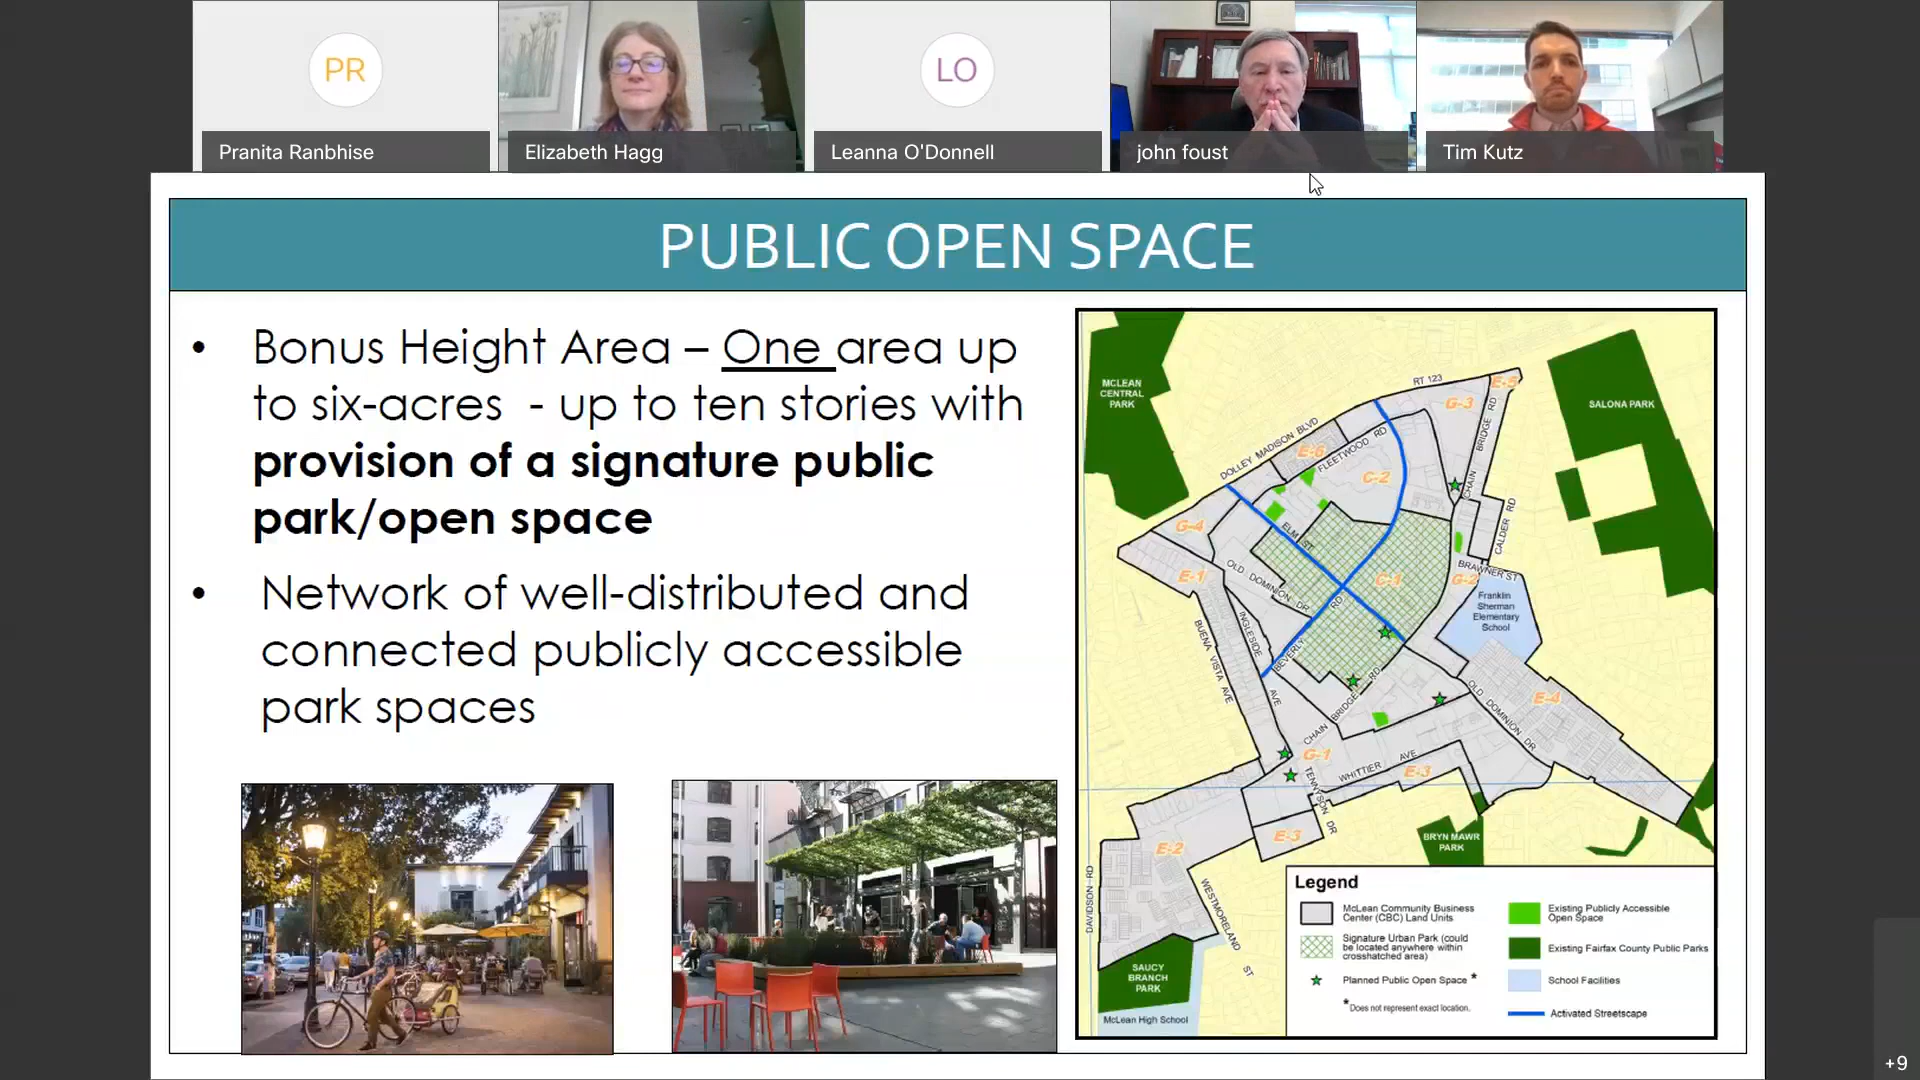 PR
LO
Pranita Ranbhise
Elizabeth Hagg
Leanna O'Donnell
john foust
Tim Kutz
PUBLIC OPEN SPACE
• Bonus Height Area – One area up
to six-acres - up to ten stories with
provision of a signature public
park/open space
• Network of well-distributed and
connected publicly accessible
park spaces
MCLEAN
CENTRAL
PARK
SALONA PARK
RT 123
E-5
G-3
DOLLEY MADISON BLVD
E-6
FLEETWOOD RD
C-2
CHAIN BRIDGE RD
CALDER RD
G-4
ELM ST
E-1
OLD DOMINION DR
C-1
G-2
BRAWNER ST
Franklin
Sherman
Elementary
School
BUENA VISTA AVE
INGLESIDE AVE
BEVERLY RD
CHAIN BRIDGE RD
OLD DOMINION DR
E-4
G-1
WHITTIER AVE
E-3
TENNYSON DR
E-3
E-2
BRYN MAWR
PARK
DAVIDSON RD
WESTMORELAND ST
SAUCY
BRANCH
PARK
McLean High School
Legend
McLean Community Business
Center (CBC) Land Units
Signature Urban Park (could
be located anywhere within
crosshatched area)
Planned Public Open Space *
* Does not represent exact location.
Existing Publicly Accessible
Open Space
Existing Fairfax County Public Parks
School Facilities
Activated Streetscape
+9